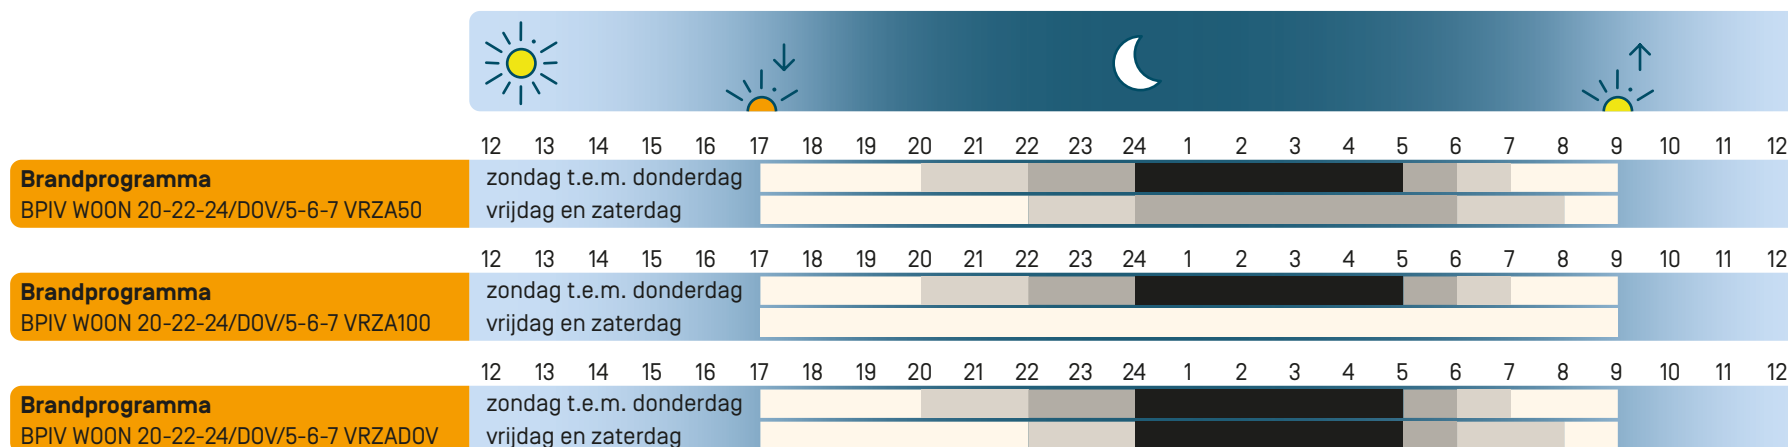 12 13 14 15 16 17 18 19 20 21 22 23 24 1 2 3 4 5 6 7 8 9 10 11 12
Brandprogramma
BPIV WOON 20-22-24/DOV/5-6-7 VRZA50
zondag t.e.m. donderdag
vrijdag en zaterdag
12 13 14 15 16 17 18 19 20 21 22 23 24 1 2 3 4 5 6 7 8 9 10 11 12
Brandprogramma
BPIV WOON 20-22-24/DOV/5-6-7 VRZA100
zondag t.e.m. donderdag
vrijdag en zaterdag
12 13 14 15 16 17 18 19 20 21 22 23 24 1 2 3 4 5 6 7 8 9 10 11 12
Brandprogramma
BPIV WOON 20-22-24/DOV/5-6-7 VRZADOV
zondag t.e.m. donderdag
vrijdag en zaterdag